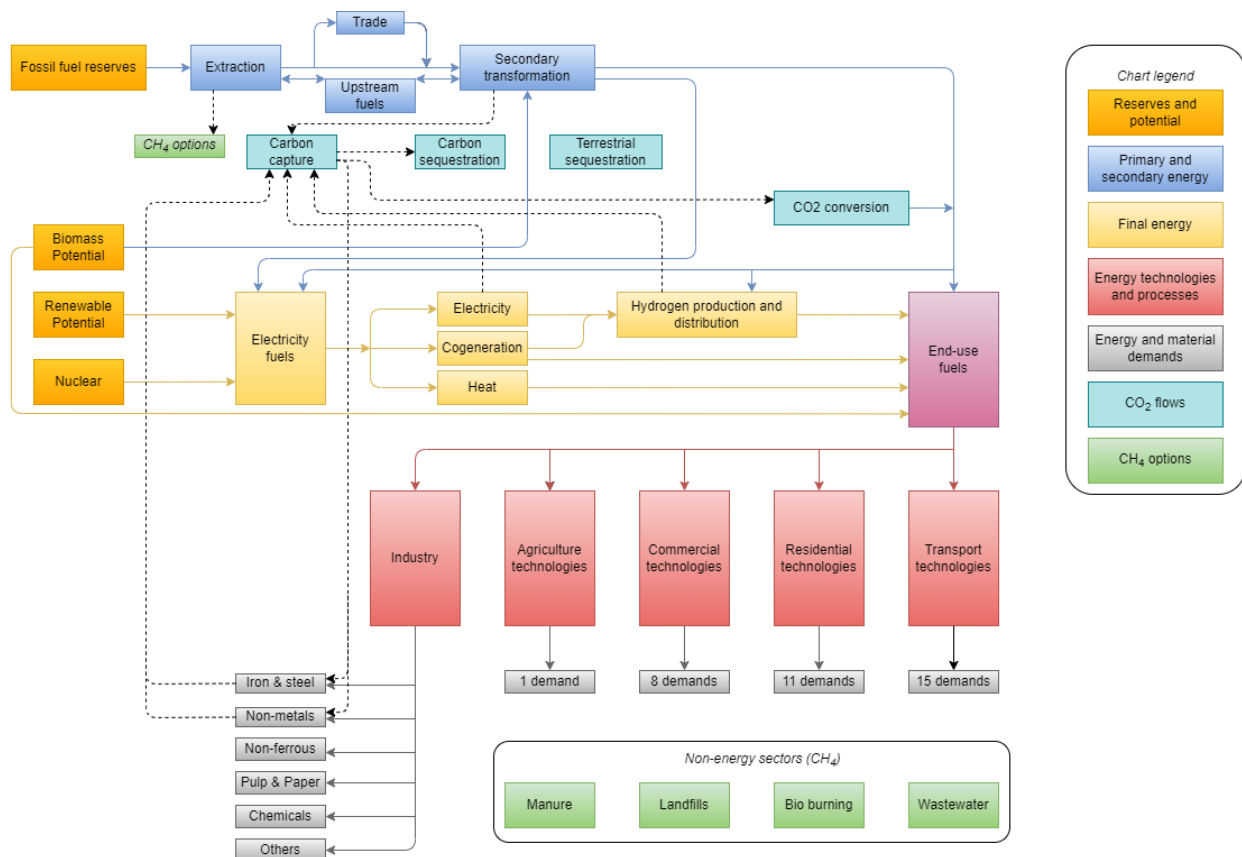 Trade
Fossil fuel reserves
Extraction
Secondary
transformation
Upstream
fuels
CH4 options
Carbon
capture
Carbon
sequestration
Terrestrial
sequestration
CO2 conversion
Biomass
Potential
Renewable
Potential
Nuclear
Electricity
fuels
Electricity
Cogeneration
Heat
Hydrogen production and
distribution
End-use
fuels
Industry
Agriculture
technologies
Commercial
technologies
Residential
technologies
Transport
technologies
Iron & steel
Non-metals
Non-ferrous
Pulp & Paper
Chemicals
Others
1 demand
8 demands
11 demands
15 demands
Non-energy sectors (CH4)
Manure
Landfills
Bio burning
Wastewater
Chart legend
Reserves and
potential
Primary and
secondary energy
Final energy
Energy technologies
and processes
Energy and material
demands
CO2 flows
CH4 options